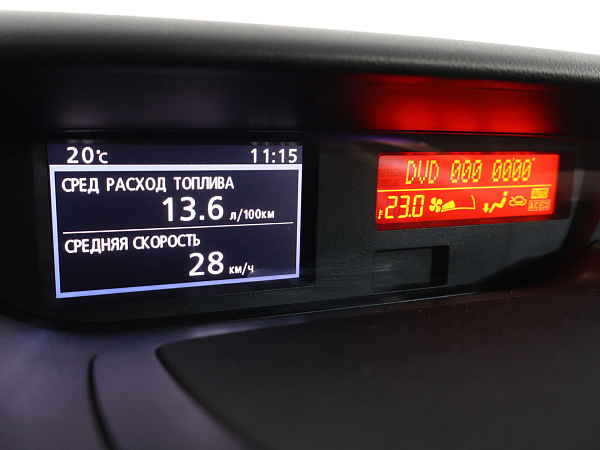 20°C 11:15
СРЕД РАСХОД ТОПЛИВА
13.6 л/100км
СРЕДНЯЯ СКОРОСТЬ
28 км/ч
DVD 000 0000
23.0 AUTO
A/C